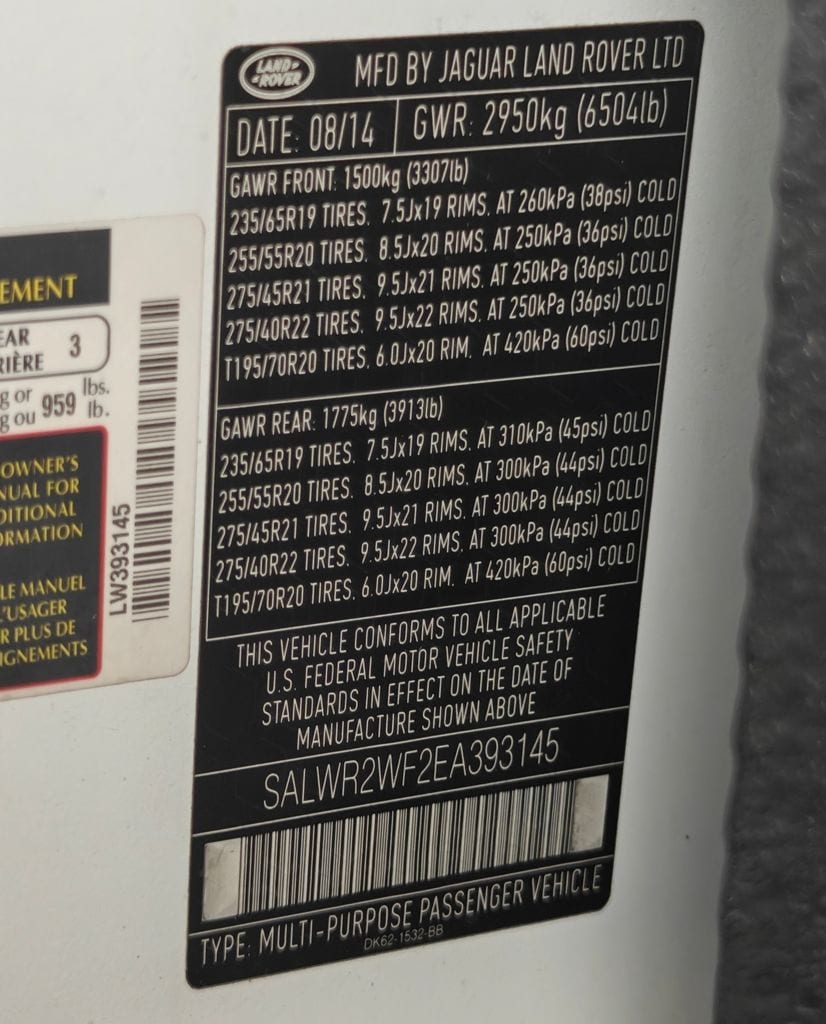 LAND ROVER
MFD BY JAGUAR LAND ROVER LTD
DATE: 08/14 GWR: 2950kg (6504lb)
GAWR FRONT: 1500kg (3307lb)
235/65R19 TIRES, 7.5Jx19 RIMS, AT 260kPa (38psi) COLD
255/55R20 TIRES, 8.5Jx20 RIMS, AT 250kPa (36psi) COLD
275/45R21 TIRES, 9.5Jx21 RIMS, AT 250kPa (36psi) COLD
275/40R22 TIRES, 9.5Jx22 RIMS, AT 250kPa (36psi) COLD
T195/70R20 TIRES, 6.0Jx20 RIM, AT 420kPa (60psi) COLD
GAWR REAR: 1775kg (3913lb)
235/65R19 TIRES, 7.5Jx19 RIMS, AT 310kPa (45psi) COLD
255/55R20 TIRES, 8.5Jx20 RIMS, AT 300kPa (44psi) COLD
275/45R21 TIRES, 9.5Jx21 RIMS, AT 300kPa (44psi) COLD
275/40R22 TIRES, 9.5Jx22 RIMS, AT 300kPa (44psi) COLD
T195/70R20 TIRES, 6.0Jx20 RIM, AT 420kPa (60psi) COLD
THIS VEHICLE CONFORMS TO ALL APPLICABLE
U.S. FEDERAL MOTOR VEHICLE SAFETY
STANDARDS IN EFFECT ON THE DATE OF
MANUFACTURE SHOWN ABOVE
SALWR2WF2EA393145
TYPE: MULTI-PURPOSE PASSENGER VEHICLE
DK62-1532-BB
EMENT
EAR
RIÈRE 3
g or 959 lbs.
g ou lb.
OWNER'S
NUAL FOR
DITIONAL
ORMATION
LE MANUEL
L'USAGER
R PLUS DE
IGNEMENTS
LW393145